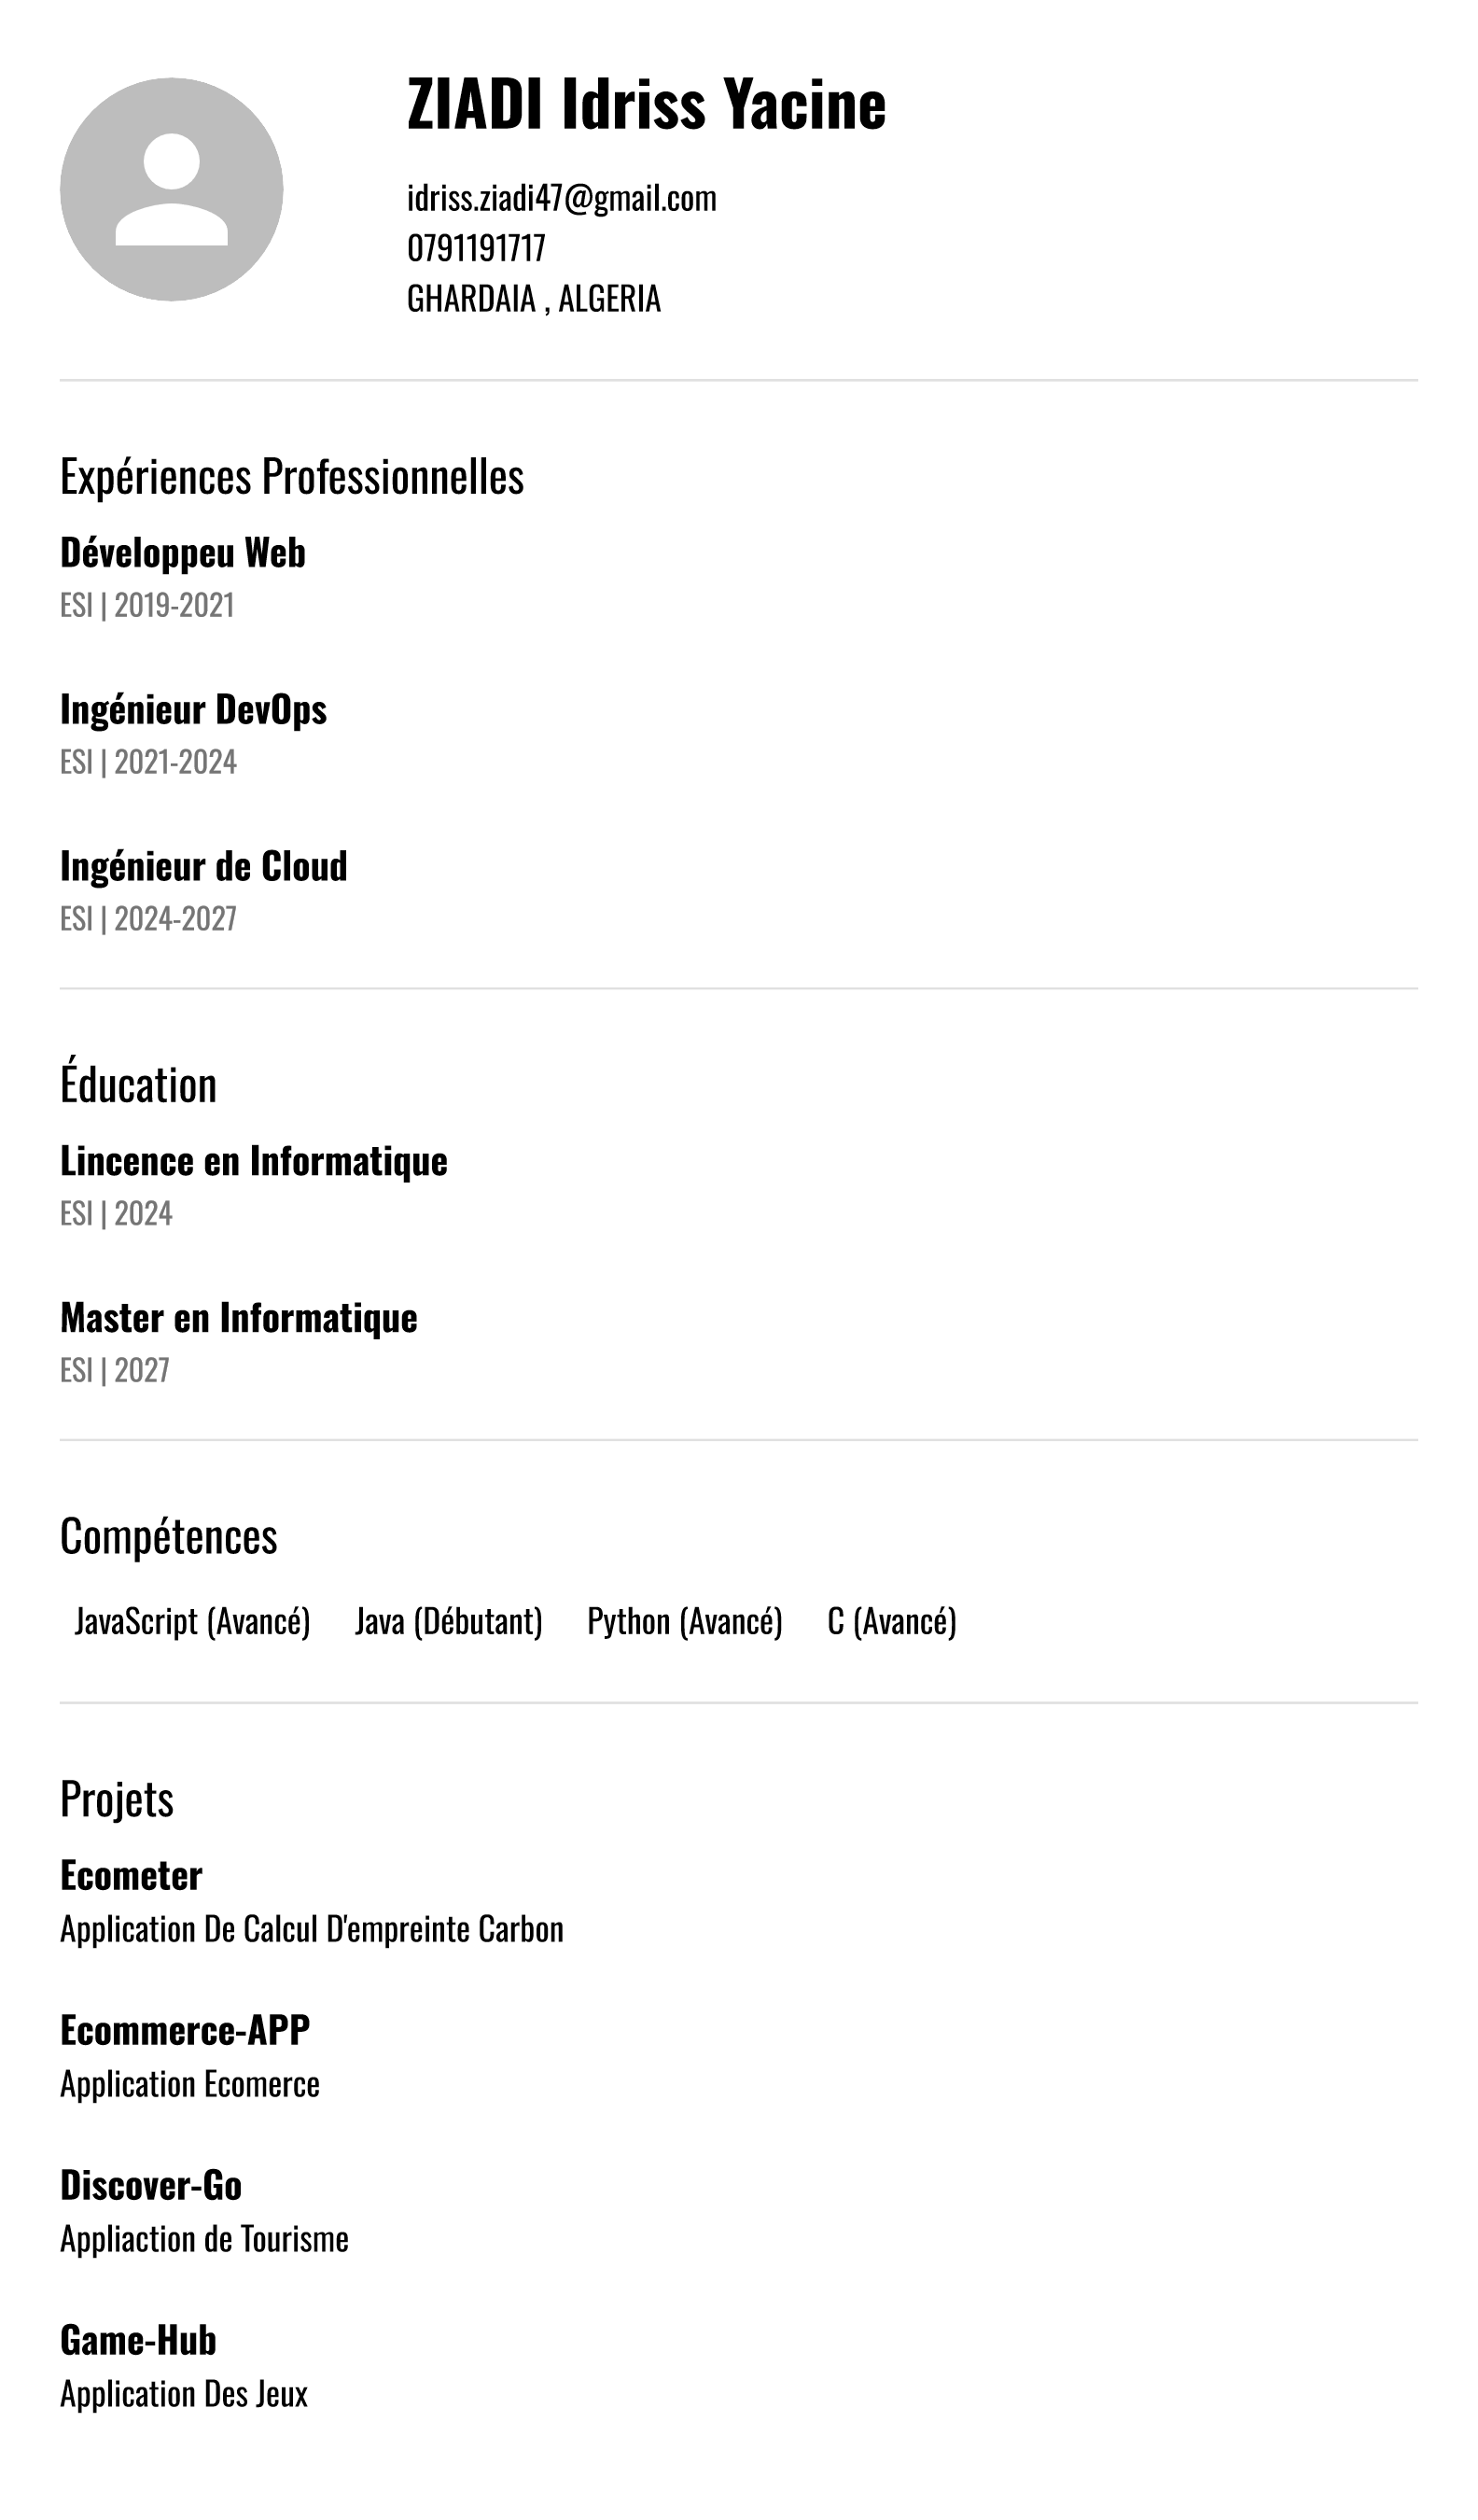 ZIADI Idriss Yacine
idriss.ziadi47@gmail.com
0791191717
GHARDAIA , ALGERIA
Expériences Professionnelles
Développeu Web
ESI | 2019-2021
Ingénieur DevOps
ESI | 2021-2024
Ingénieur de Cloud
ESI | 2024-2027
Éducation
Lincence en Informatique
ESI | 2024
Master en Informatique
ESI | 2027
Compétences
JavaScript (Avancé) Java (Débutant) Python (Avancé) C (Avancé)
Projets
Ecometer
Application De Calcul D'empreinte Carbon
Ecommerce-APP
Application Ecomerce
Discover-Go
Appliaction de Tourisme
Game-Hub
Application Des Jeux